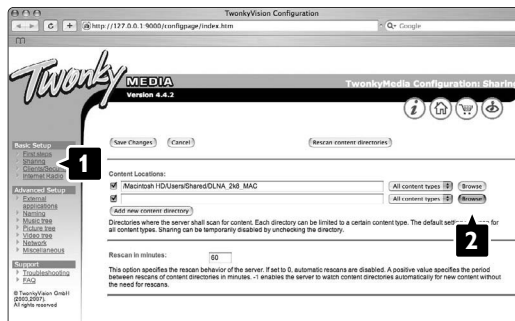 TwonkyVision Configuration
http://127.0.0.1:9000/configpage/index.htm
Q- Google
Twonky
MEDIA
Version 4.4.2
TwonkyMedia Configuration: Sharing
Basic Setup
First steps
Sharing
Clients/Security
Internet Radio
Advanced Setup
External
applications
Naming
Music tree
Picture tree
Video tree
Network
Miscellaneous
Support
Troubleshooting
FAQ
© TwonkyVision GmbH
(2003,2007).
All rights reserved
1
Save Changes
Cancel
Rescan content directories
Content Locations:
/Macintosh HD/Users/Shared/DLNA_2k8_MAC
All content types
Browse
All content types
Browse
Add new content directory
2
Directories where the server shall scan for content. Each directory can be limited to a certain content type. The default
all content types. Sharing can be temporarily disabled by unchecking the directory.
Rescan in minutes:
60
This option specifies the rescan behavior of the server. If set to 0, automatic rescans are disabled. A positive value specifies the period
between rescans of content directories in minutes. -1 enables the server to watch content directories automatically for new content without
the need for rescans.